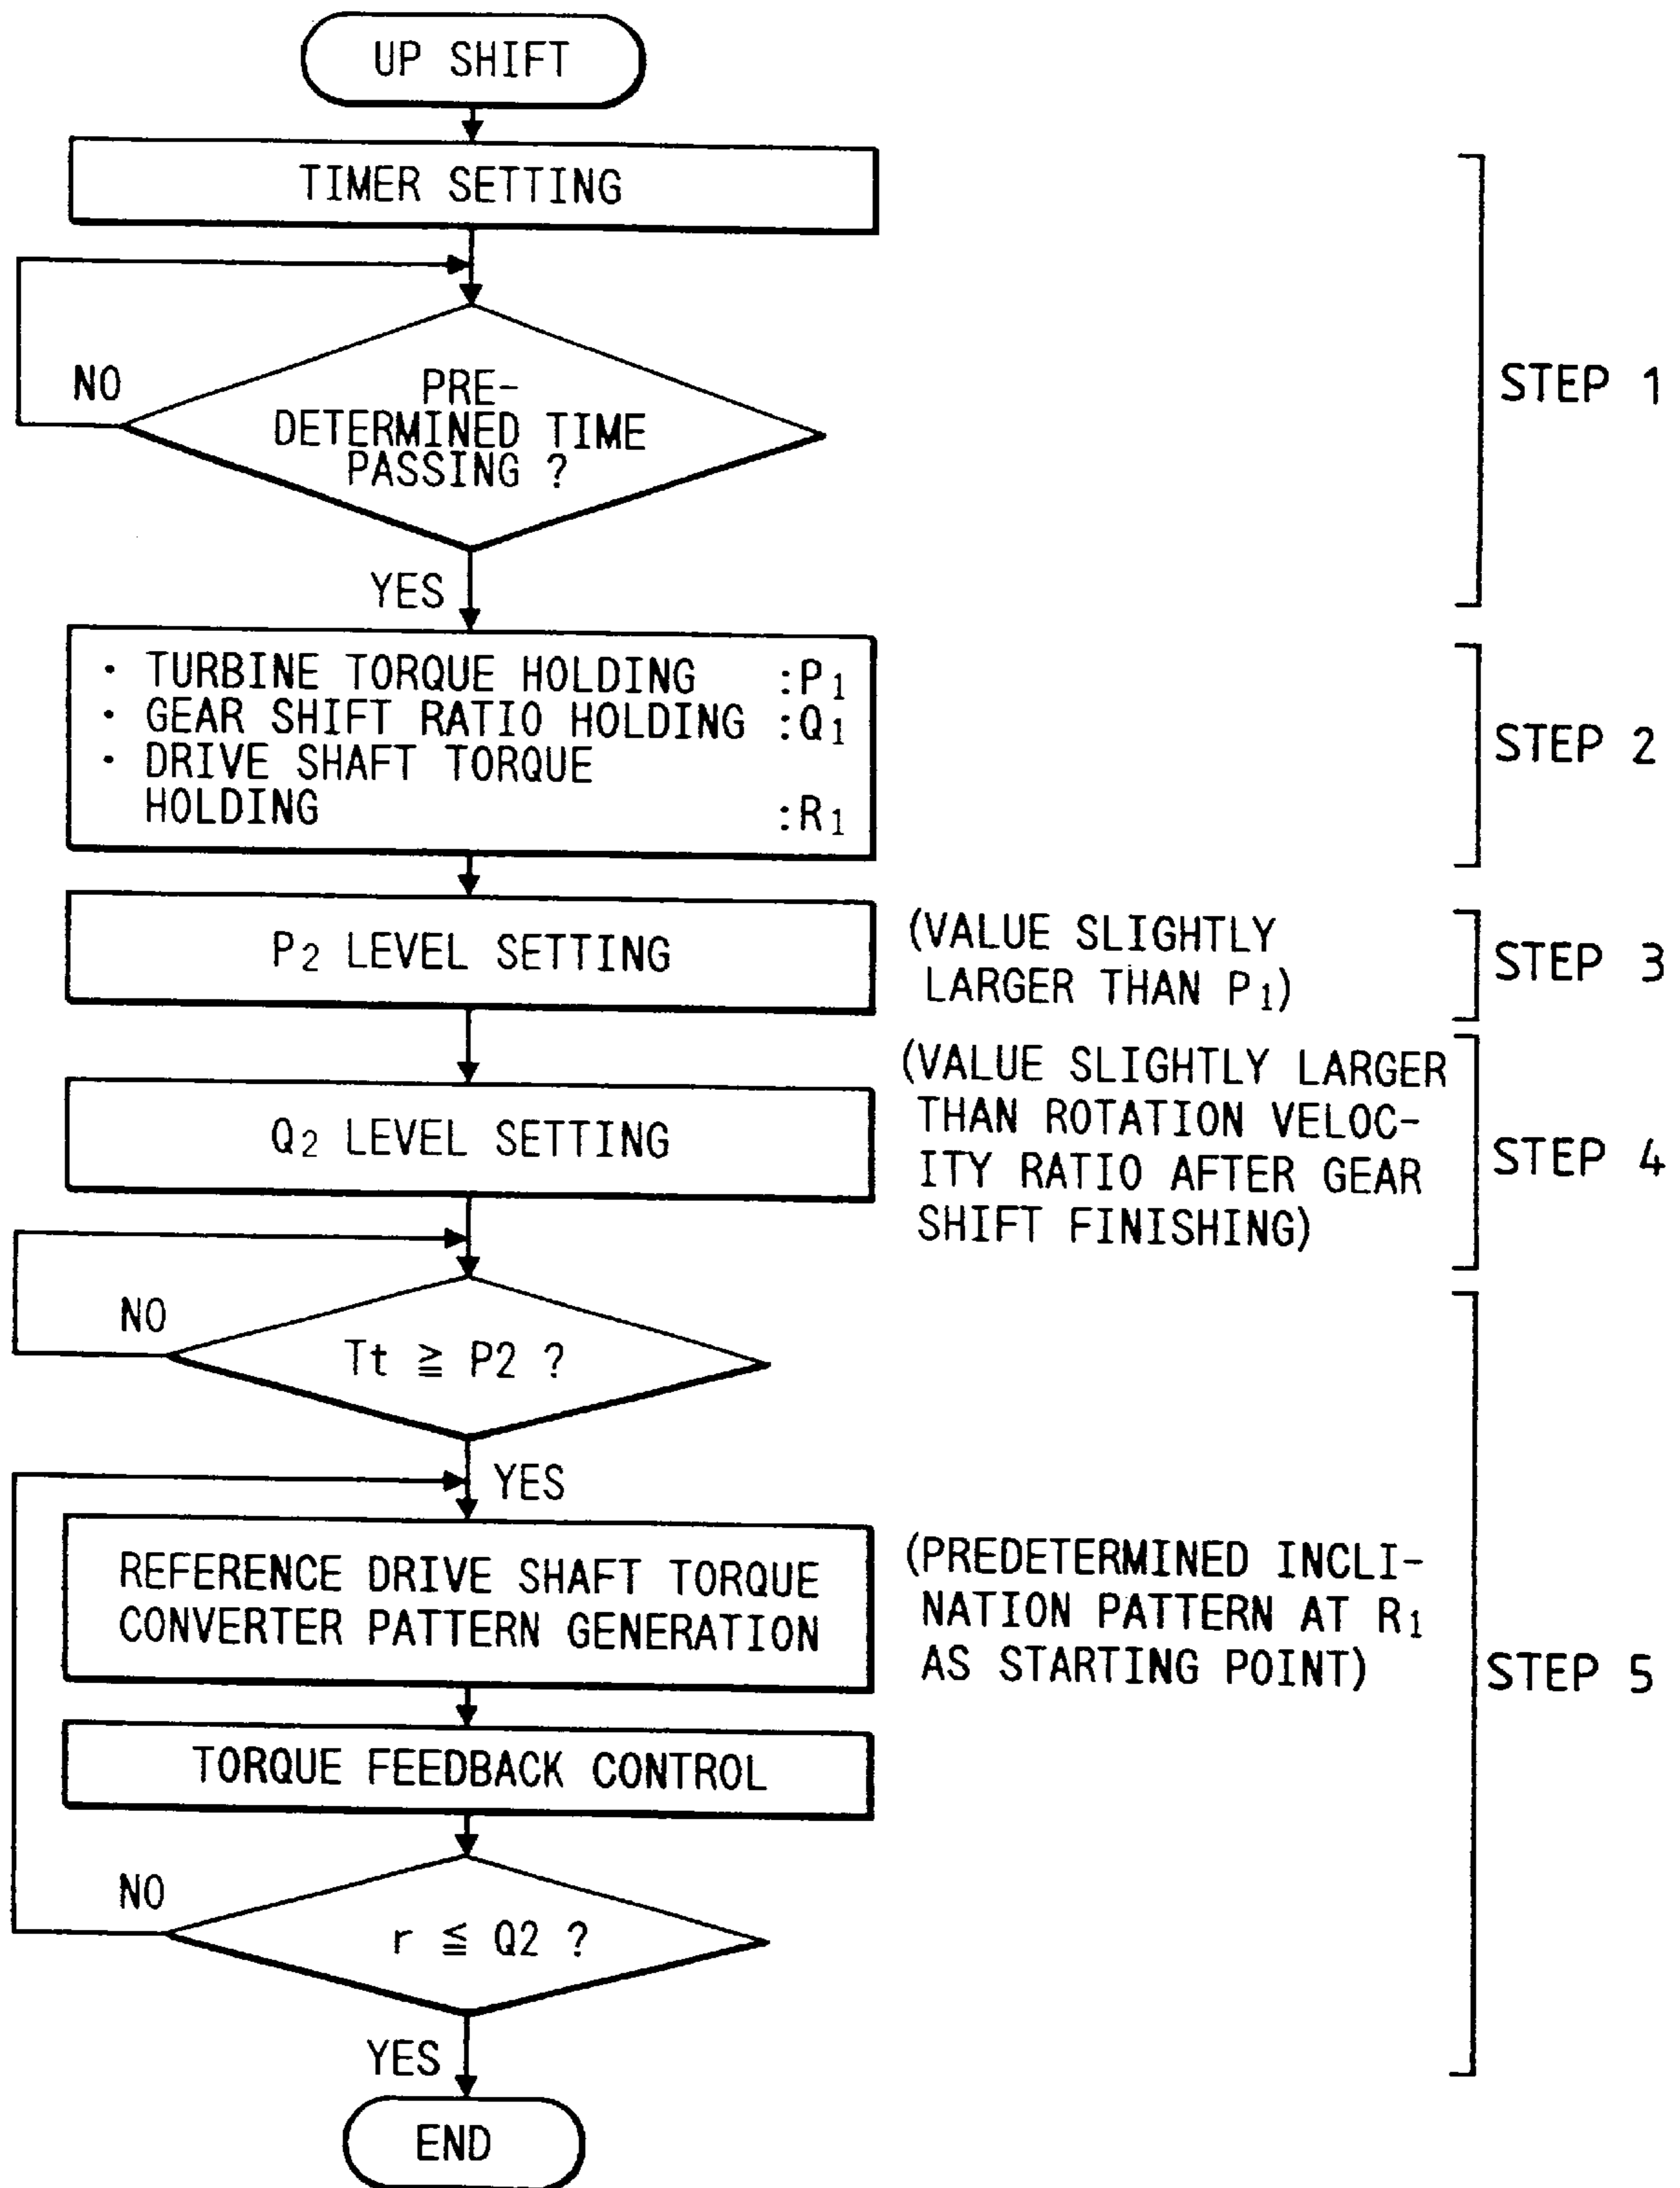 UP SHIFT
TIMER SETTING
NO
PRE-
DETERMINED TIME
PASSING ?
STEP 1
YES
· TURBINE TORQUE HOLDING :P1
· GEAR SHIFT RATIO HOLDING :Q1
· DRIVE SHAFT TORQUE
HOLDING :R1
STEP 2
P2 LEVEL SETTING
(VALUE SLIGHTLY
LARGER THAN P1)
STEP 3
Q2 LEVEL SETTING
(VALUE SLIGHTLY LARGER
THAN ROTATION VELOC-
ITY RATIO AFTER GEAR
SHIFT FINISHING)
STEP 4
NO
Tt ≧ P2 ?
YES
REFERENCE DRIVE SHAFT TORQUE
CONVERTER PATTERN GENERATION
(PREDETERMINED INCLI-
NATION PATTERN AT R1
AS STARTING POINT)
STEP 5
TORQUE FEEDBACK CONTROL
NO
r ≦ Q2 ?
YES
END